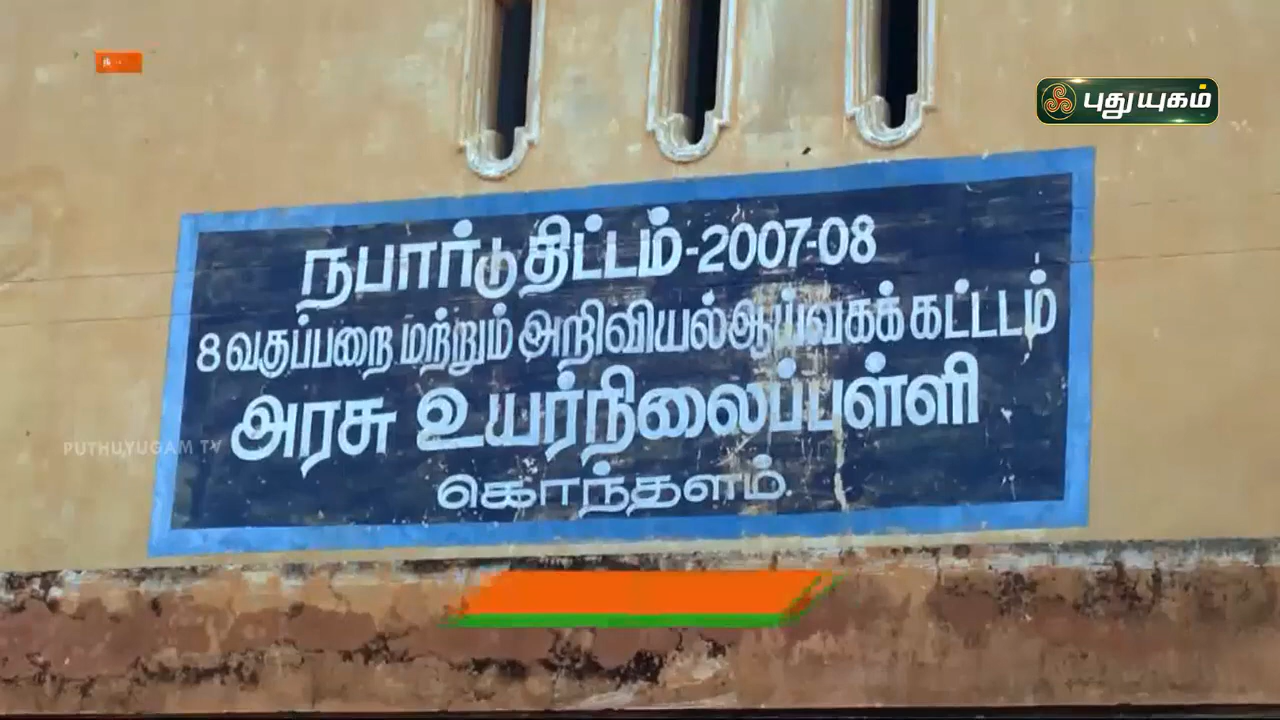 புதுயுகம்
நபார்டு திட்டம்-2007-08
8 வகுப்பறை மற்றும் அறிவியல் ஆய்வகக் கட்டடம்
அரசு உயர்நிலைப்பள்ளி
PUTHUYUGAM TV
கொந்தளம்.